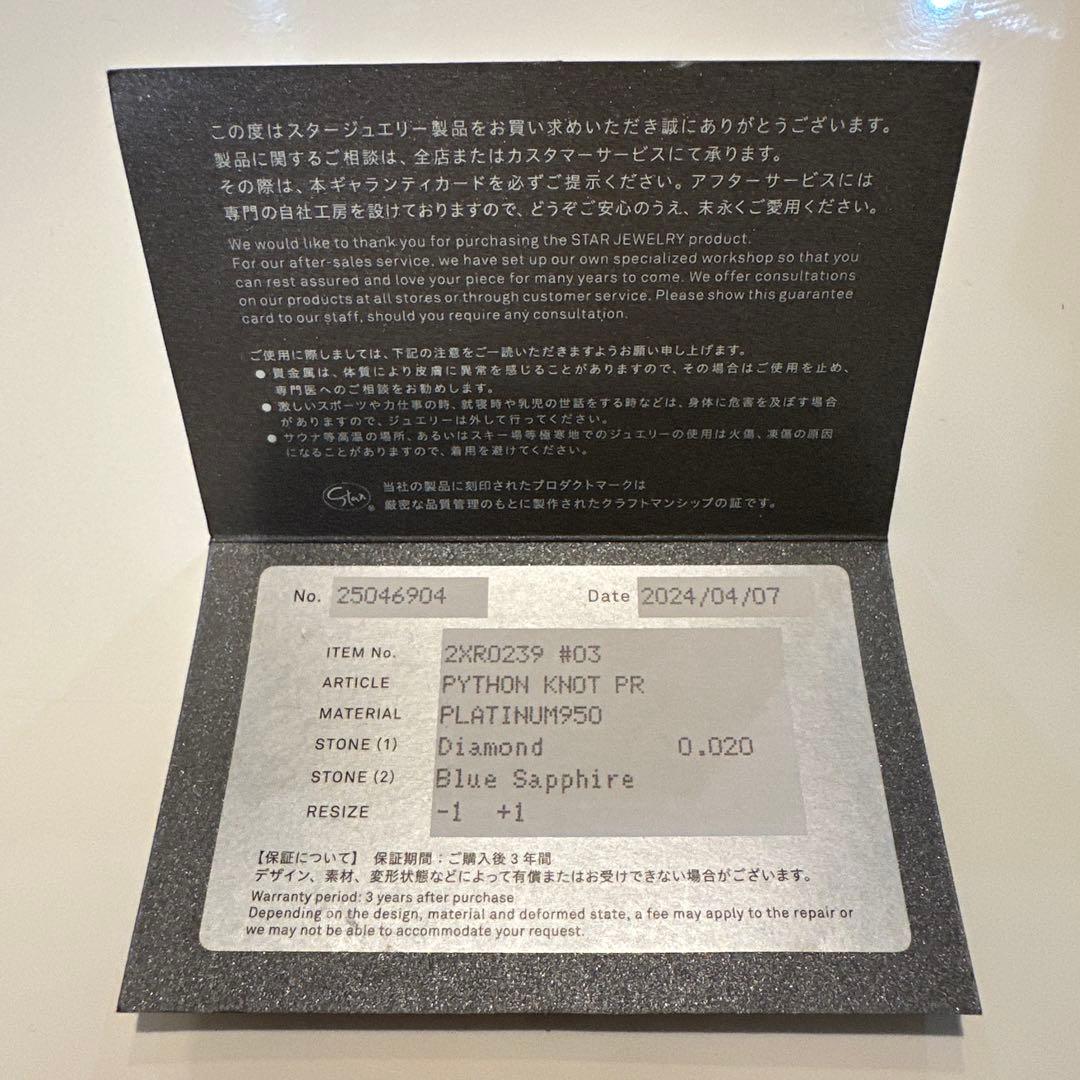 この度はスタージュエリー製品をお買い求めいただき誠にありがとうございます。
製品に関するご相談は、全店またはカスタマーサービスにて承ります。
その際は、本ギャランティカードを必ずご提示ください。アフターサービスには
専門の自社工房を設けておりますので、どうぞご安心のうえ、末永くご愛用ください。
We would like to thank you for purchasing the STAR JEWELRY product.
For our after-sales service, we have set up our own specialized workshop so that you
can rest assured and love your piece for many years to come. We offer consultations
on our products at all stores or through customer service. Please show this guarantee
card to our staff, should you require any consultation.
ご使用に際しましては、下記の注意をご一読いただきますようお願い申し上げます。
● 貴金属は、体質により皮膚に異常を感じることがありますので、その場合はご使用を止め、
専門医へのご相談をお勧めします。
● 激しいスポーツや力仕事の時、就寝時や乳児の世話をする時などは、身体に危害を及ぼす場合
がありますので、ジュエリーは外して行ってください。
● サウナ等高温の場所、あるいはスキー場等極寒地でのジュエリーの使用は火傷、凍傷の原因
になることがありますので、着用を避けてください。
Star® 当社の製品に刻印されたプロダクトマークは
厳密な品質管理のもとに製作されたクラフトマンシップの証です。
No. 25046904 Date 2024/04/07
ITEM No. 2XR0239 #03
ARTICLE PYTHON KNOT PR
MATERIAL PLATINUM950
STONE (1) Diamond 0.020
STONE (2) Blue Sapphire
RESIZE -1 +1
【保証について】 保証期間：ご購入後3年間
デザイン、素材、変形状態などによって有償またはお受けできない場合がございます。
Warranty period: 3 years after purchase
Depending on the design, material and deformed state, a fee may apply to the repair or
we may not be able to accommodate your request.